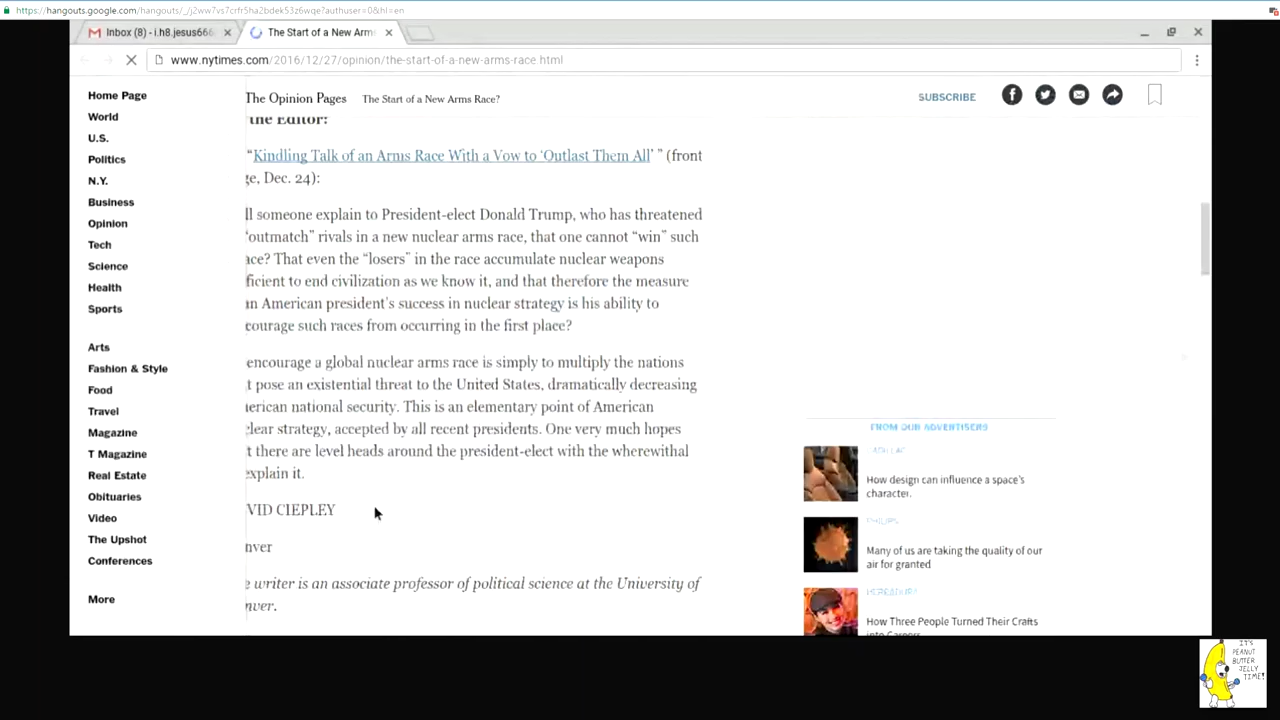 https://hangouts.google.com/hangouts/_/j2ww7vs7crfr5ha2bdek53z6wqe?authuser=0&hl=en
Inbox (8) - i.h8.jesus666
The Start of a New Arm
www.nytimes.com/2016/12/27/opinion/the-start-of-a-new-arms-race.html
Home Page
World
U.S.
Politics
N.Y.
Business
Opinion
Tech
Science
Health
Sports
Arts
Fashion & Style
Food
Travel
Magazine
T Magazine
Real Estate
Obituaries
Video
The Upshot
Conferences
More
The Opinion Pages
The Start of a New Arms Race?
SUBSCRIBE
the Editor:
“Kindling Talk of an Arms Race With a Vow to ‘Outlast Them All’ ” (front
ge, Dec. 24):
ll someone explain to President-elect Donald Trump, who has threatened
“outmatch” rivals in a new nuclear arms race, that one cannot “win” such
ace? That even the “losers” in the race accumulate nuclear weapons
ficient to end civilization as we know it, and that therefore the measure
an American president’s success in nuclear strategy is his ability to
courage such races from occurring in the first place?
encourage a global nuclear arms race is simply to multiply the nations
t pose an existential threat to the United States, dramatically decreasing
nerican national security. This is an elementary point of American
clear strategy, accepted by all recent presidents. One very much hopes
t there are level heads around the president-elect with the wherewithal
explain it.
VID CIEPLEY
nver
e writer is an associate professor of political science at the University of
nver.
FROM OUR ADVERTISERS
How design can influence a space’s
character.
Many of us are taking the quality of our
air for granted
How Three People Turned Their Crafts
into Careers
IT'S
PEANUT
BUTTER
JELLY
TIME!